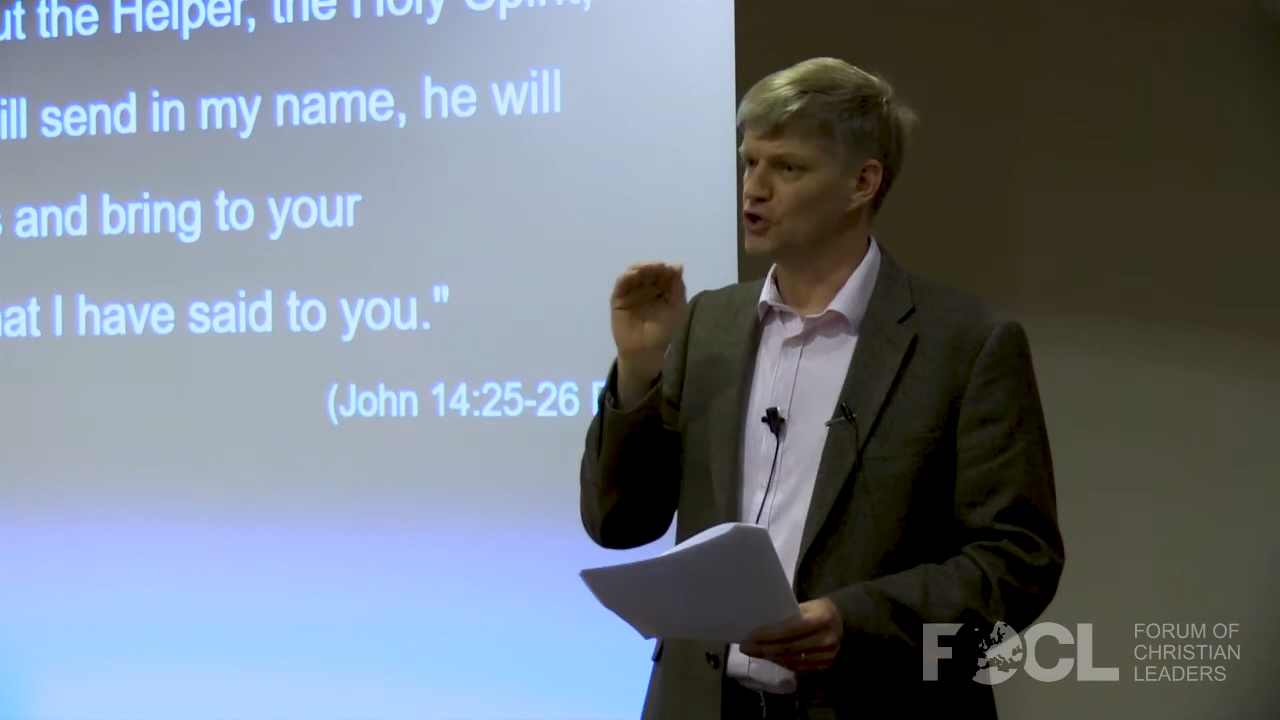 ut the Helper, the Holy Spirit,
ill send in my name, he will
s and bring to your
at I have said to you."
(John 14:25-26
FOCL
FORUM OF
CHRISTIAN
LEADERS